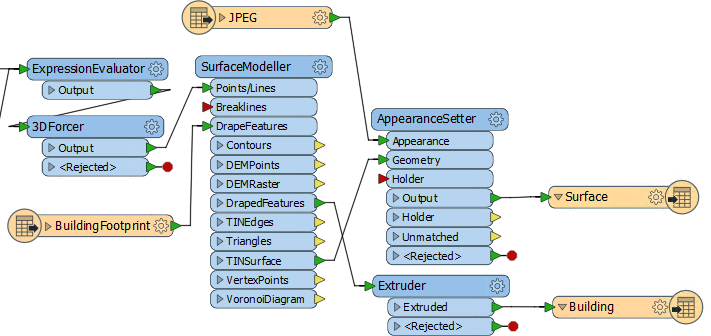 JPEG
ExpressionEvaluator
Output
3DForcer
Output
<Rejected>
BuildingFootprint
SurfaceModeller
Points/Lines
Breaklines
DrapeFeatures
Contours
DEMPoints
DEMRaster
DrapedFeatures
TINEdges
Triangles
TINSurface
VertexPoints
VoronoiDiagram
AppearanceSetter
Appearance
Geometry
Holder
Output
Holder
Unmatched
<Rejected>
Extruder
Extruded
<Rejected>
Surface
Building